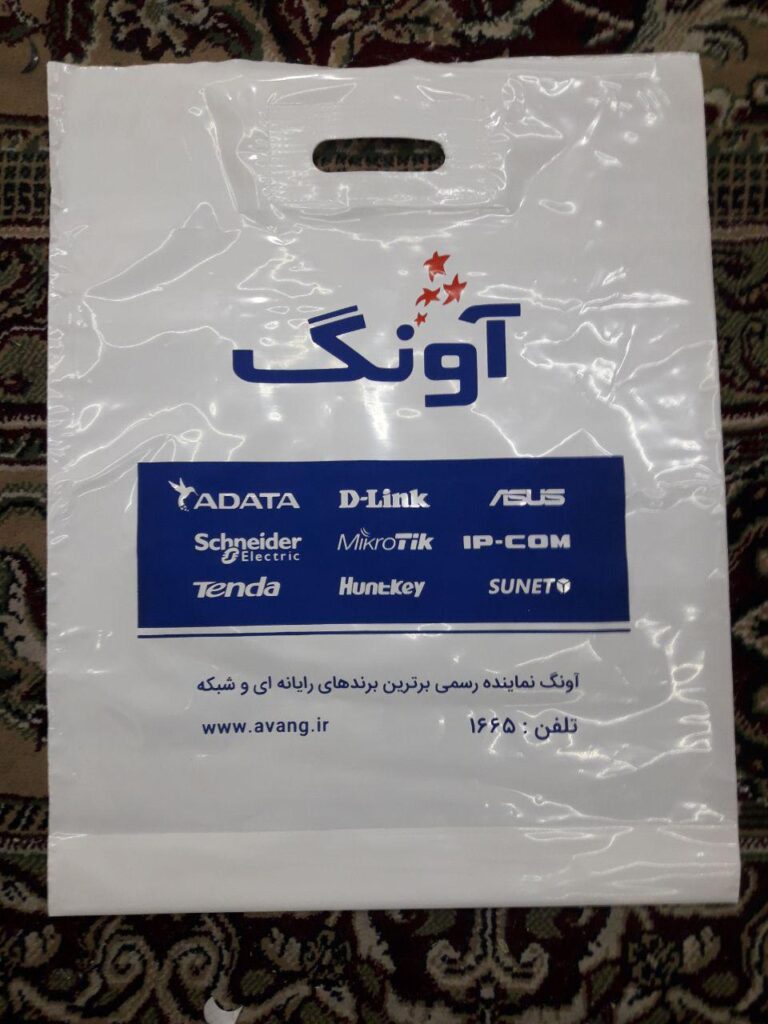 آونگ
ADATA D-Link ASUS
Schneider Electric MikroTik IP-COM
Tenda Huntkey SUNET
آونگ نماینده رسمی برترین برندهای رایانه ای و شبکه
تلفن : ۱۶۶۵ www.avang.ir